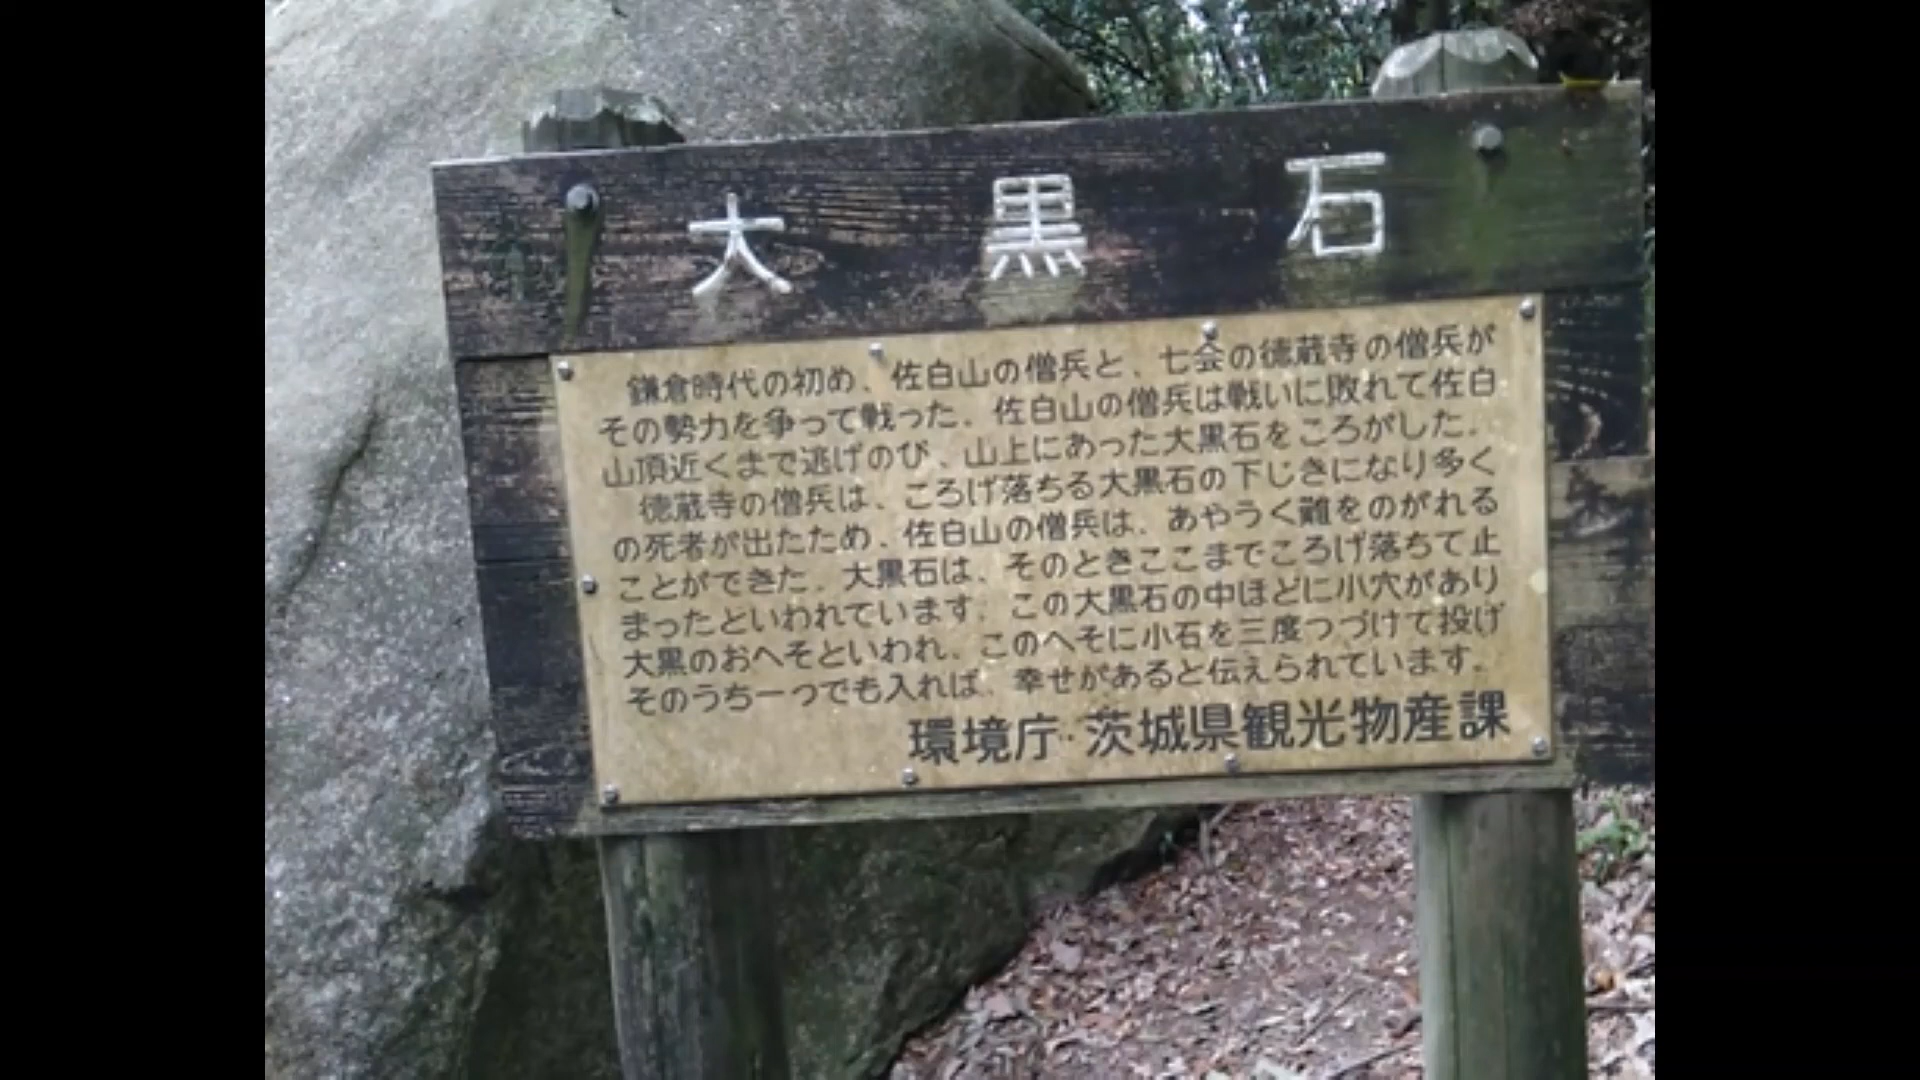 大黒石
鎌倉時代の初め、佐白山の僧兵と、七会の徳蔵寺の僧兵が
その勢力を争って戦った。佐白山の僧兵は戦いに敗れて佐白
山頂近くまで逃げのび、山上にあった大黒石をころがした。
徳蔵寺の僧兵は、ころげ落ちる大黒石の下じきになり多く
の死者が出たため、佐白山の僧兵は、あやうく難をのがれる
ことができた。大黒石は、そのときここまでころげ落ちて止
まったといわれています。この大黒石の中ほどに小穴があり
大黒のおへそといわれ、このへそに小石を三度つづけて投げ
そのうち一つでも入れば、幸せがあると伝えられています。
環境庁・茨城県観光物産課